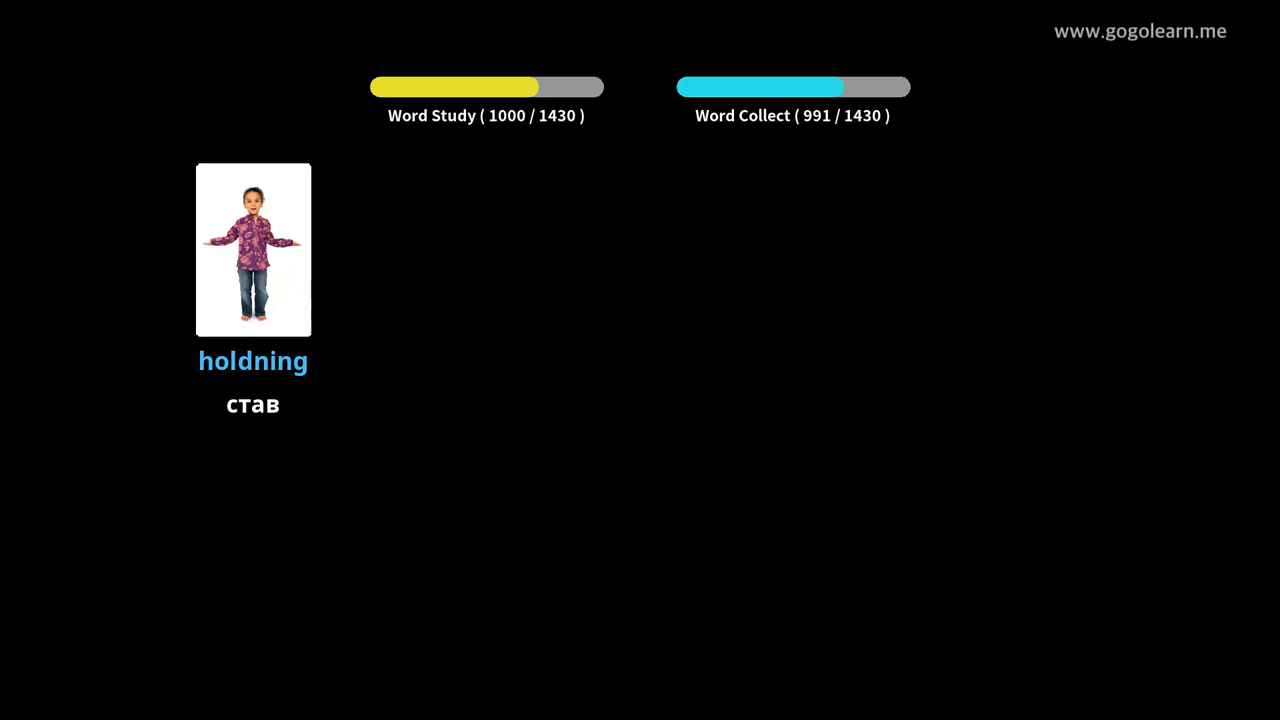 www.gogolearn.me
Word Study ( 1000 / 1430 )
Word Collect ( 991 / 1430 )
holdning
став